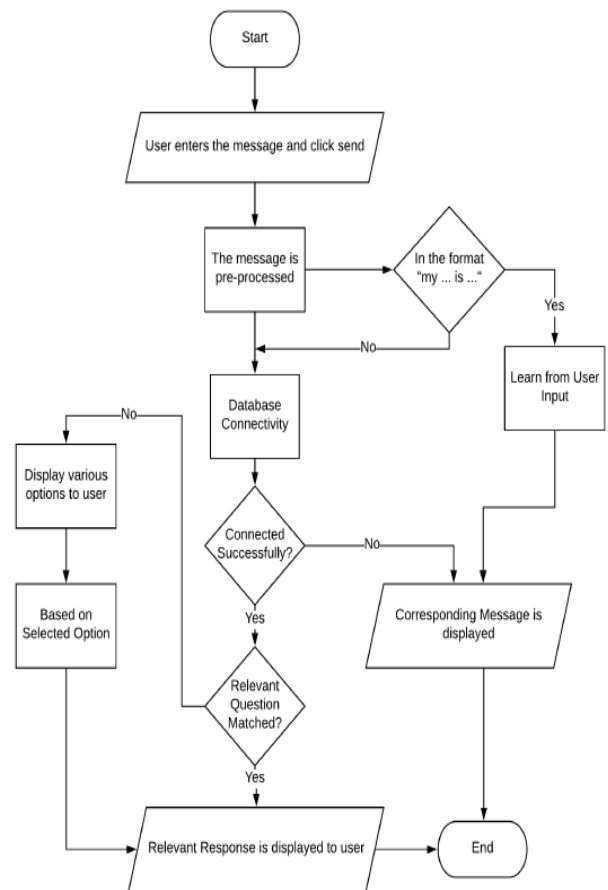 Start
User enters the message and click send
The message is
pre-processed
In the format
"my ... is ..."
Yes
No
Learn from User
Input
Database
Connectivity
No
Display various
options to user
Connected
Successfully?
No
Based on
Selected Option
Yes
Corresponding Message is
displayed
Relevant
Question
Matched?
Yes
Relevant Response is displayed to user
End